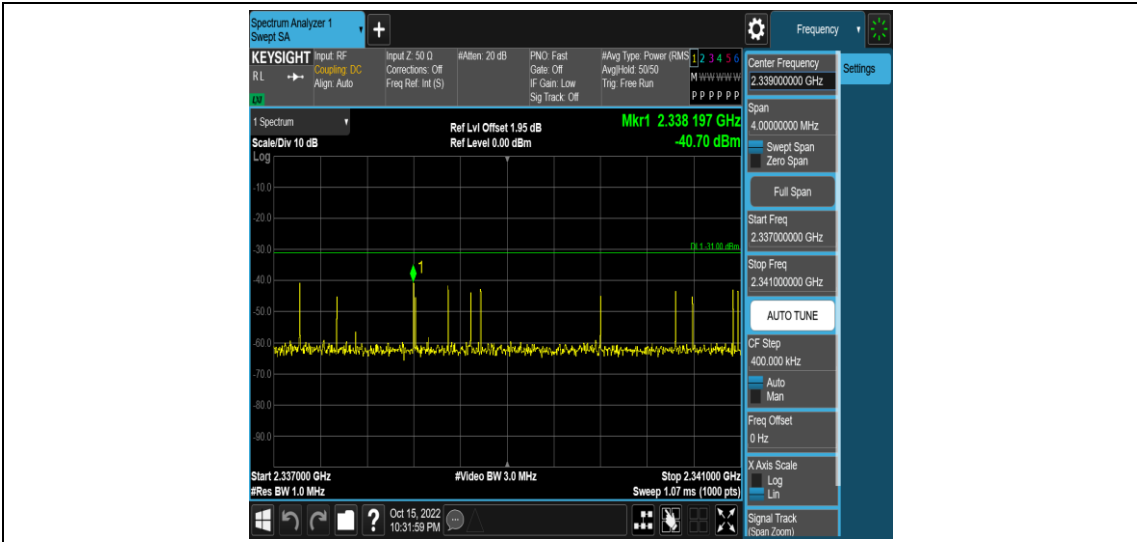 Spectrum Analyzer 1
Swept SA
+
Frequency
KEYSIGHT
RL
LXI
Input: RF
Coupling: DC
Align: Auto
Input Z: 50 Ω
Corrections: Off
Freq Ref: Int (S)
#Atten: 20 dB
PNO: Fast
Gate: Off
IF Gain: Low
Sig Track: Off
#Avg Type: Power (RMS
Avg|Hold: 50/50
Trig: Free Run
1 2 3 4 5 6
M W W W W W
P P P P P P
1 Spectrum
Scale/Div 10 dB
Log
Ref Lvl Offset 1.95 dB
Ref Level 0.00 dBm
Mkr1 2.338 197 GHz
-40.70 dBm
-10.0
-20.0
-30.0
DL1 -31.00 dBm
1
-40.0
-50.0
-60.0
-70.0
-80.0
-90.0
Start 2.337000 GHz
#Res BW 1.0 MHz
#Video BW 3.0 MHz
Stop 2.341000 GHz
Sweep 1.07 ms (1000 pts)
Center Frequency
2.339000000 GHz
Settings
Span
4.00000000 MHz
Swept Span
Zero Span
Full Span
Start Freq
2.337000000 GHz
Stop Freq
2.341000000 GHz
AUTO TUNE
CF Step
400.000 kHz
Auto
Man
Freq Offset
0 Hz
X Axis Scale
Log
Lin
Signal Track
(Span Zoom)
?
Oct 15, 2022
10:31:59 PM